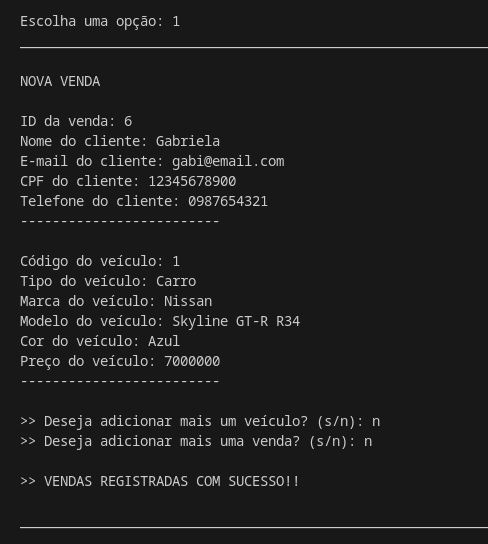 Escolha uma opção: 1
NOVA VENDA
ID da venda: 6
Nome do cliente: Gabriela
E-mail do cliente: gabi@email.com
CPF do cliente: 12345678900
Telefone do cliente: 0987654321
-------------------------
Código do veículo: 1
Tipo do veículo: Carro
Marca do veículo: Nissan
Modelo do veículo: Skyline GT-R R34
Cor do veículo: Azul
Preço do veículo: 7000000
-------------------------
>> Deseja adicionar mais um veículo? (s/n): n
>> Deseja adicionar mais uma venda? (s/n): n
>> VENDAS REGISTRADAS COM SUCESSO!!